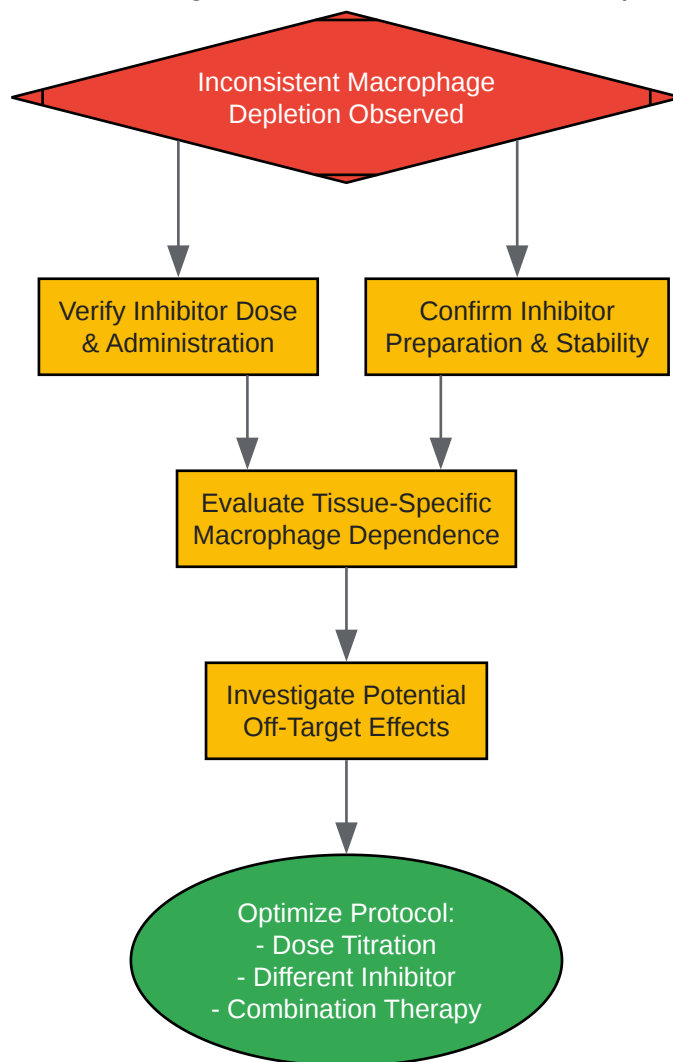 Inconsistent Macrophage
Depletion Observed
Verify Inhibitor Dose
& Administration
Confirm Inhibitor
Preparation & Stability
Evaluate Tissue-Specific
Macrophage Dependence
Investigate Potential
Off-Target Effects
Optimize Protocol:
- Dose Titration
- Different Inhibitor
- Combination Therapy